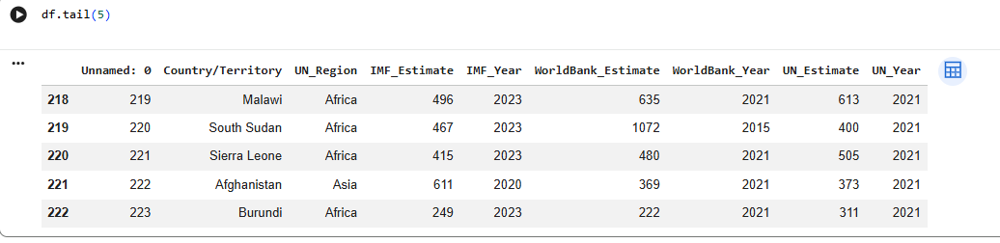 df.tail(5)
Unnamed: 0 Country/Territory UN_Region IMF_Estimate IMF_Year WorldBank_Estimate WorldBank_Year UN_Estimate UN_Year
218 219 Malawi Africa 496 2023 635 2021 613 2021
219 220 South Sudan Africa 467 2023 1072 2015 400 2021
220 221 Sierra Leone Africa 415 2023 480 2021 505 2021
221 222 Afghanistan Asia 611 2020 369 2021 373 2021
222 223 Burundi Africa 249 2023 222 2021 311 2021